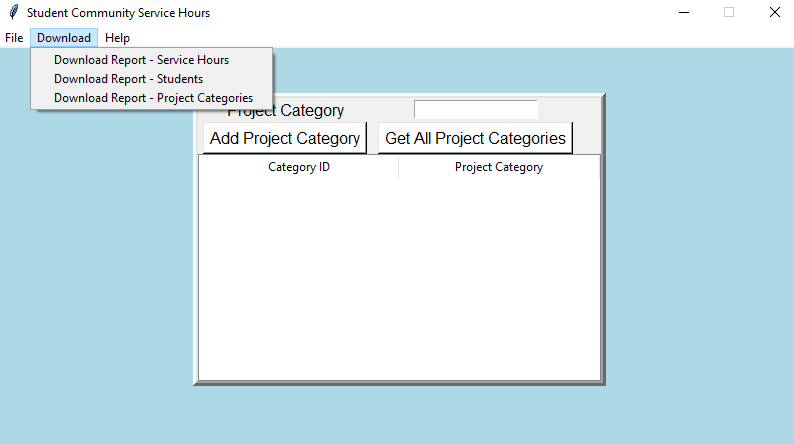 Student Community Service Hours
File Download Help
Download Report - Service Hours
Download Report - Students
Download Report - Project Categories
Project Category
Add Project Category Get All Project Categories
Category ID Project Category